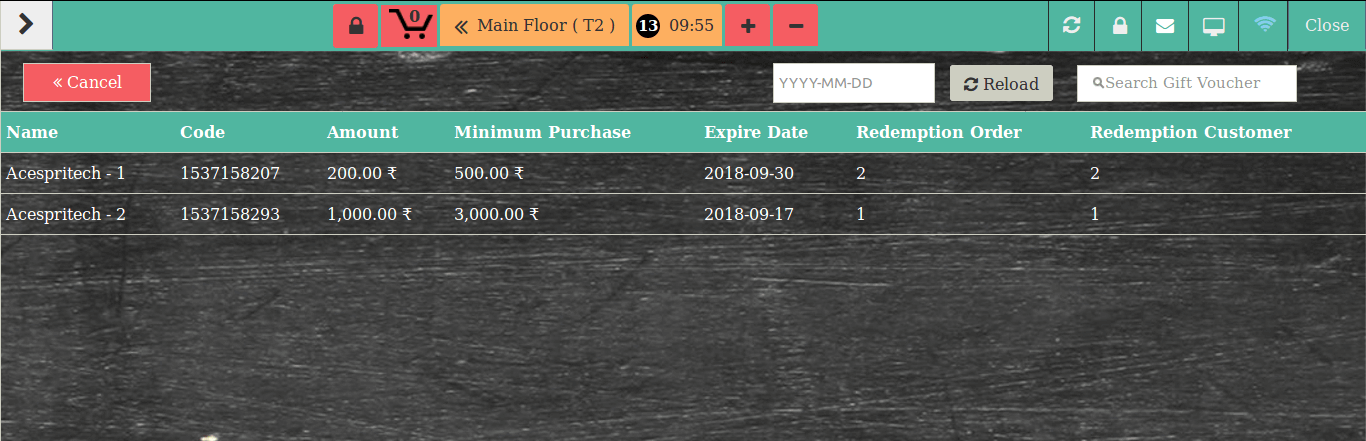 0 Main Floor ( T2 ) 13 09:55 Close
Cancel YYYY-MM-DD Reload Search Gift Voucher
Name Code Amount Minimum Purchase Expire Date Redemption Order Redemption Customer
Acespritech - 1 1537158207 200.00 ₹ 500.00 ₹ 2018-09-30 2 2
Acespritech - 2 1537158293 1,000.00 ₹ 3,000.00 ₹ 2018-09-17 1 1